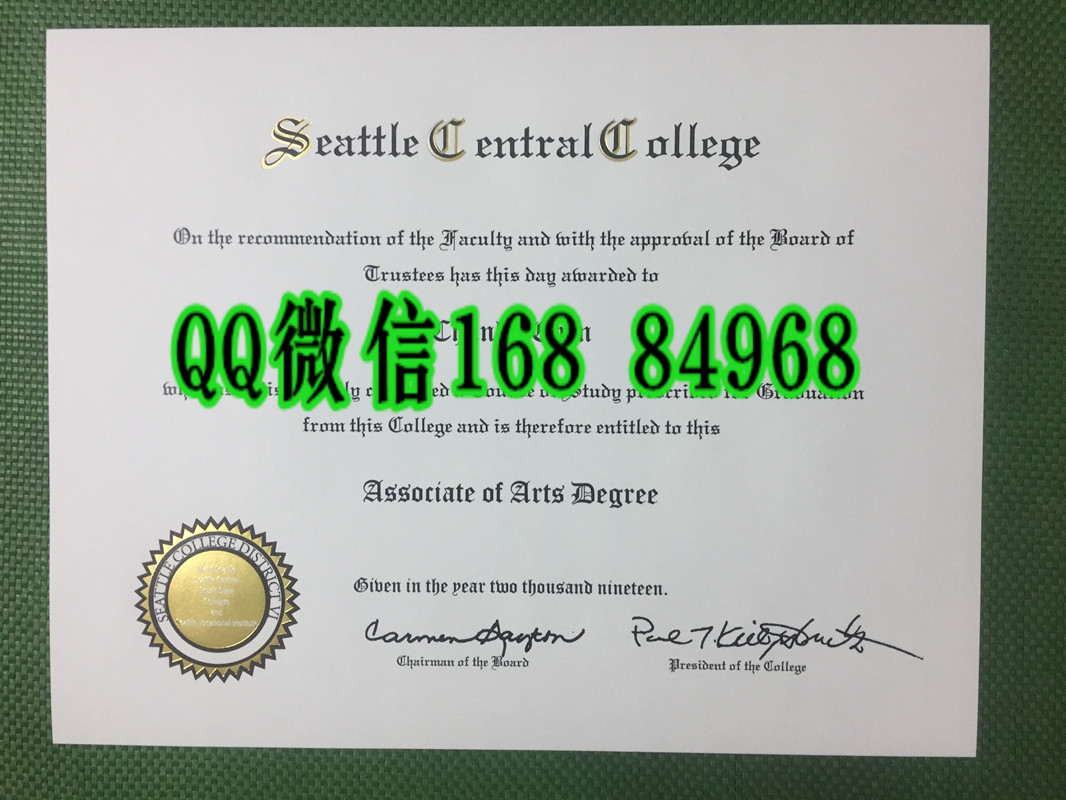 Seattle Central College
On the recommendation of the Faculty and with the approval of the Board of
Trustees has this day awarded to
QQ微信168 84968
Graduation
from this College and is therefore entitled to this
Associate of Arts Degree
SEATTLE COLLEGE DISTRICT VI
Given in the year two thousand nineteen.
Chairman of the Board
President of the College